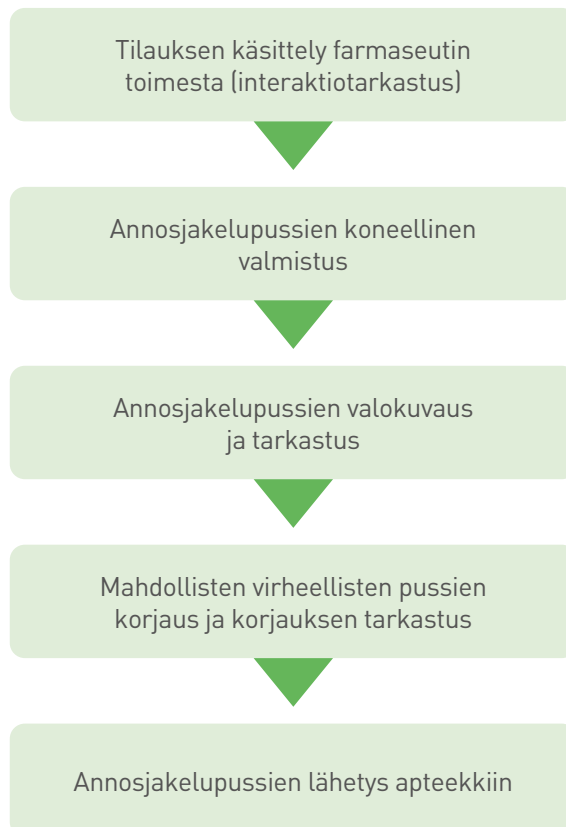 Tilauksen käsittely farmaseutin
toimesta (interaktiotarkastus)
Annosjakelupussien koneellinen
valmistus
Annosjakelupussien valokuvaus
ja tarkastus
Mahdollisten virheellisten pussien
korjaus ja korjauksen tarkastus
Annosjakelupussien lähetys apteekkiin